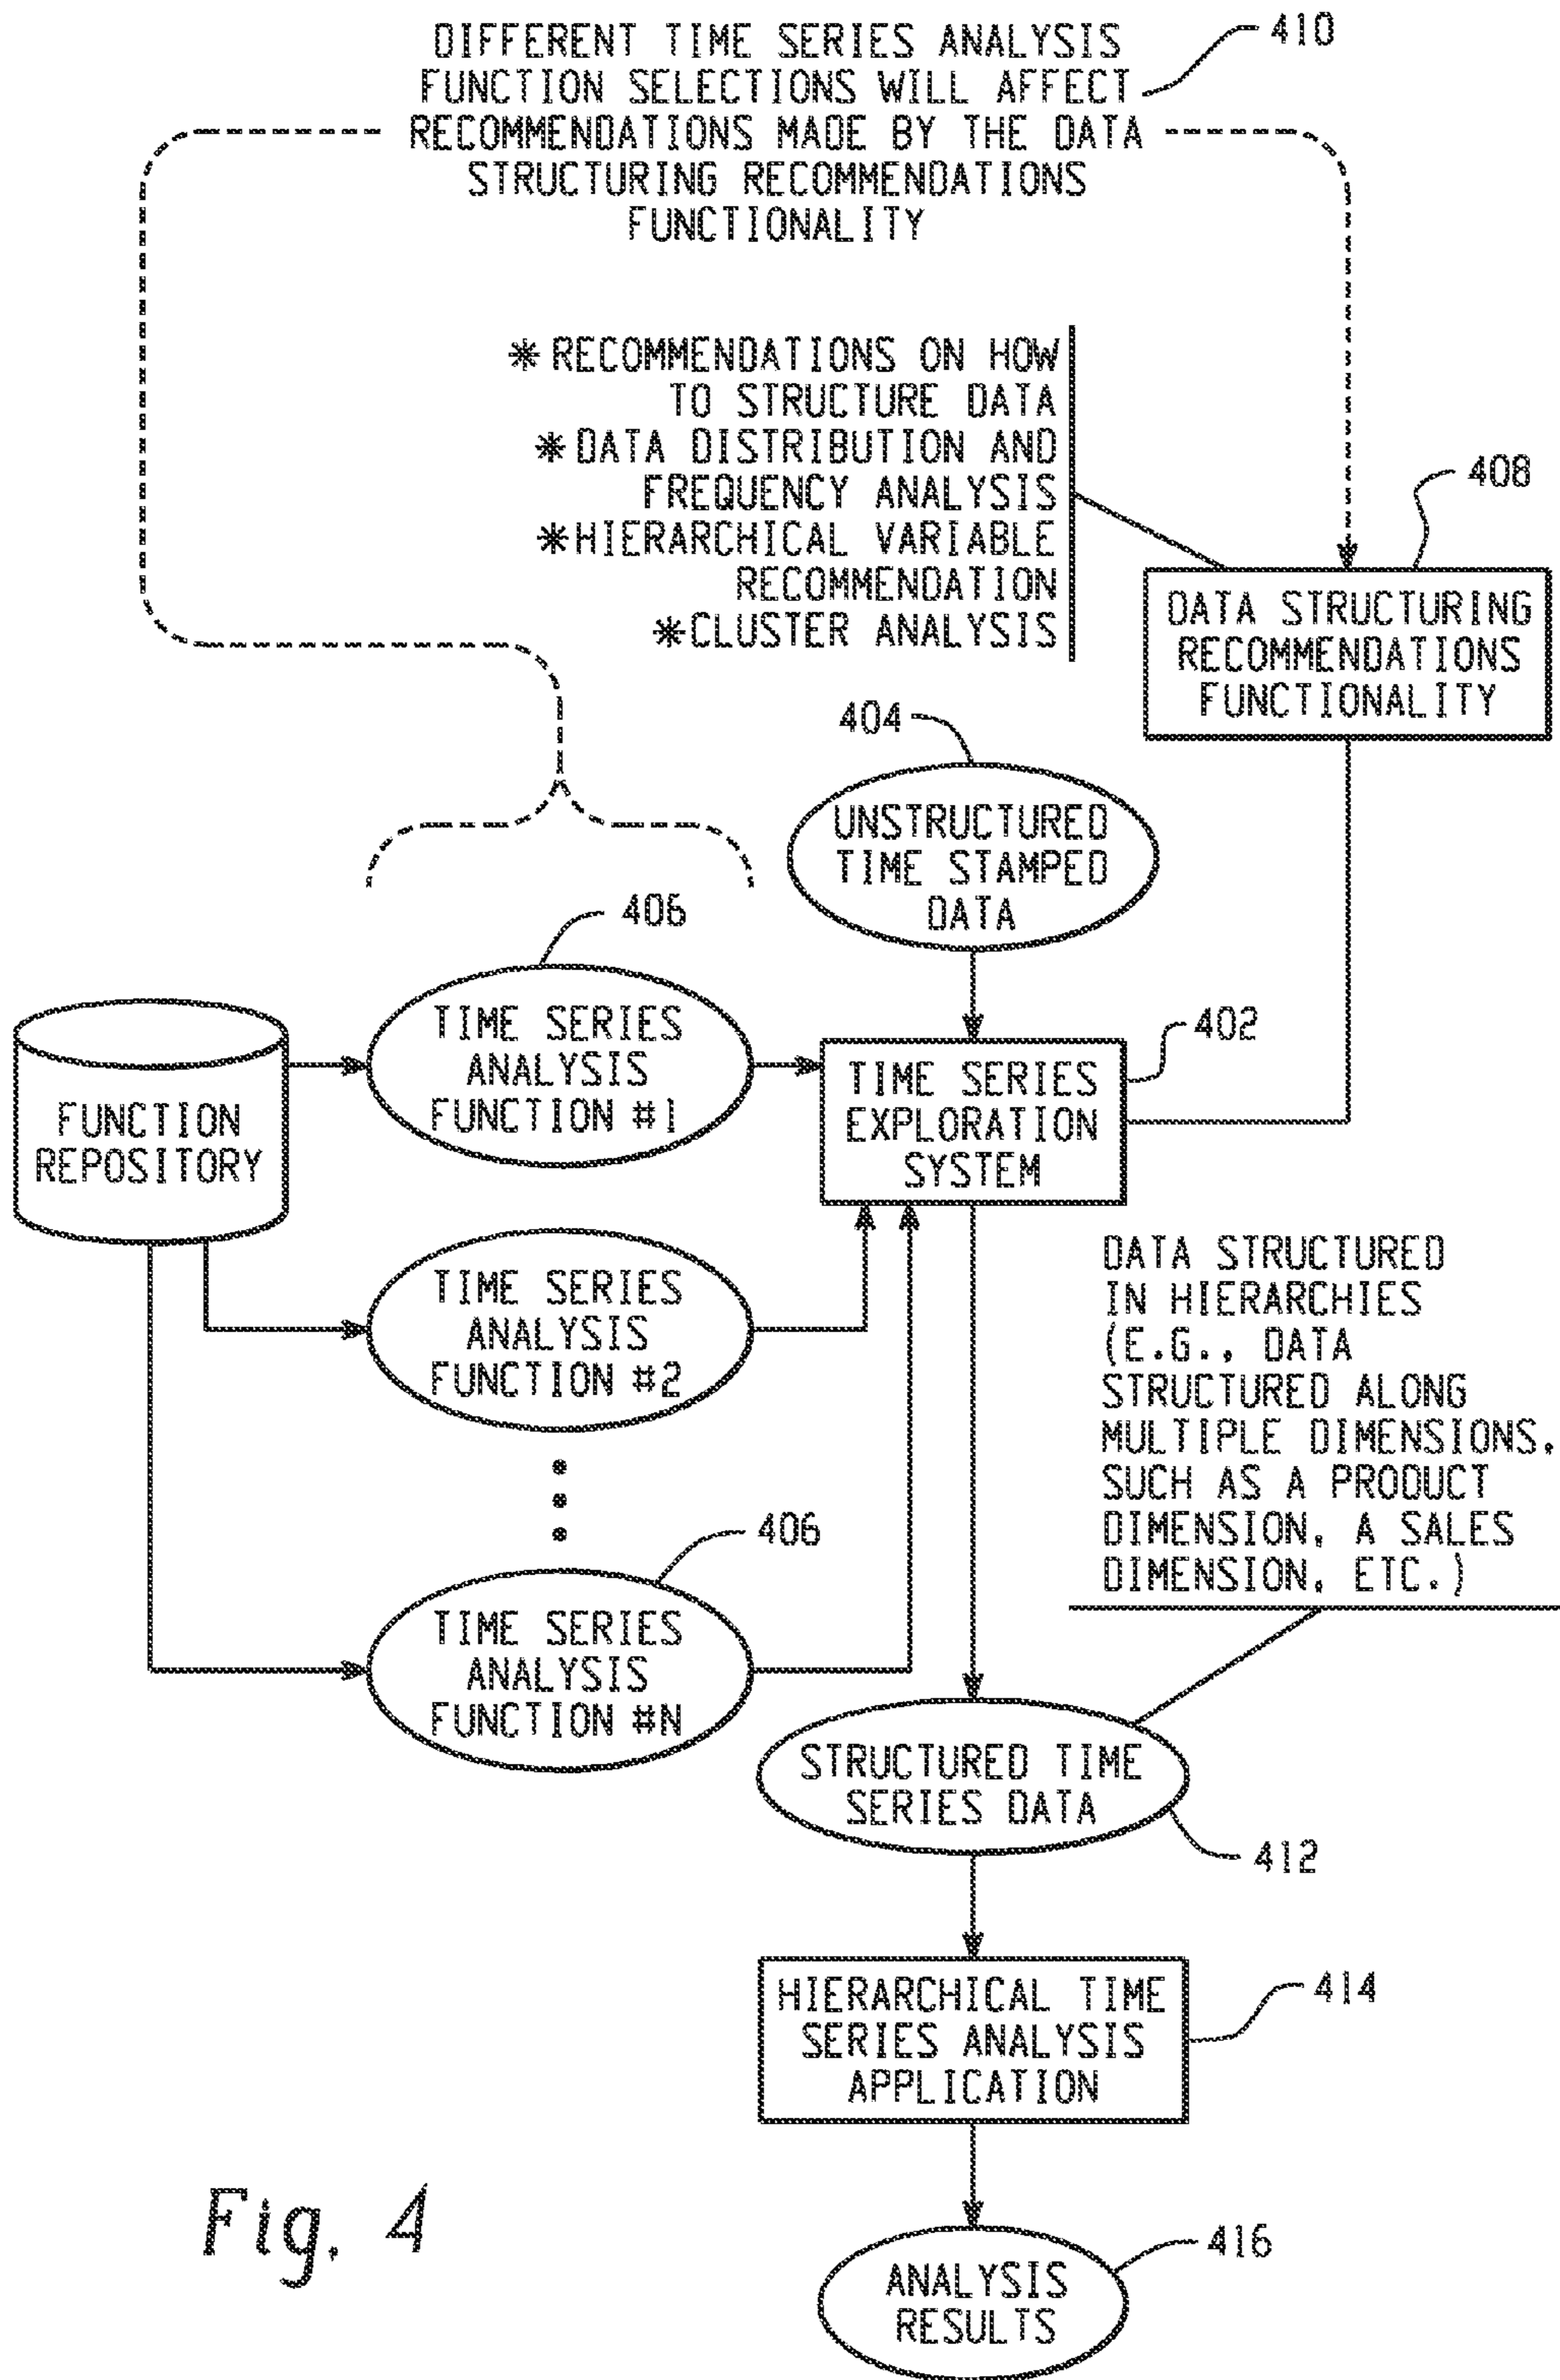 DIFFERENT TIME SERIES ANALYSIS
FUNCTION SELECTIONS WILL AFFECT
RECOMMENDATIONS MADE BY THE DATA
STRUCTURING RECOMMENDATIONS
FUNCTIONALITY
410
* RECOMMENDATIONS ON HOW
TO STRUCTURE DATA
* DATA DISTRIBUTION AND
FREQUENCY ANALYSIS
* HIERARCHICAL VARIABLE
RECOMMENDATION
* CLUSTER ANALYSIS
408
DATA STRUCTURING
RECOMMENDATIONS
FUNCTIONALITY
404
UNSTRUCTURED
TIME STAMPED
DATA
406
FUNCTION
REPOSITORY
TIME SERIES
ANALYSIS
FUNCTION #1
402
TIME SERIES
EXPLORATION
SYSTEM
TIME SERIES
ANALYSIS
FUNCTION #2
DATA STRUCTURED
IN HIERARCHIES
(E.G., DATA
STRUCTURED ALONG
MULTIPLE DIMENSIONS,
SUCH AS A PRODUCT
DIMENSION, A SALES
DIMENSION, ETC.)
406
TIME SERIES
ANALYSIS
FUNCTION #N
STRUCTURED TIME
SERIES DATA
412
HIERARCHICAL TIME
SERIES ANALYSIS
APPLICATION
414
416
ANALYSIS
RESULTS
Fig. 4